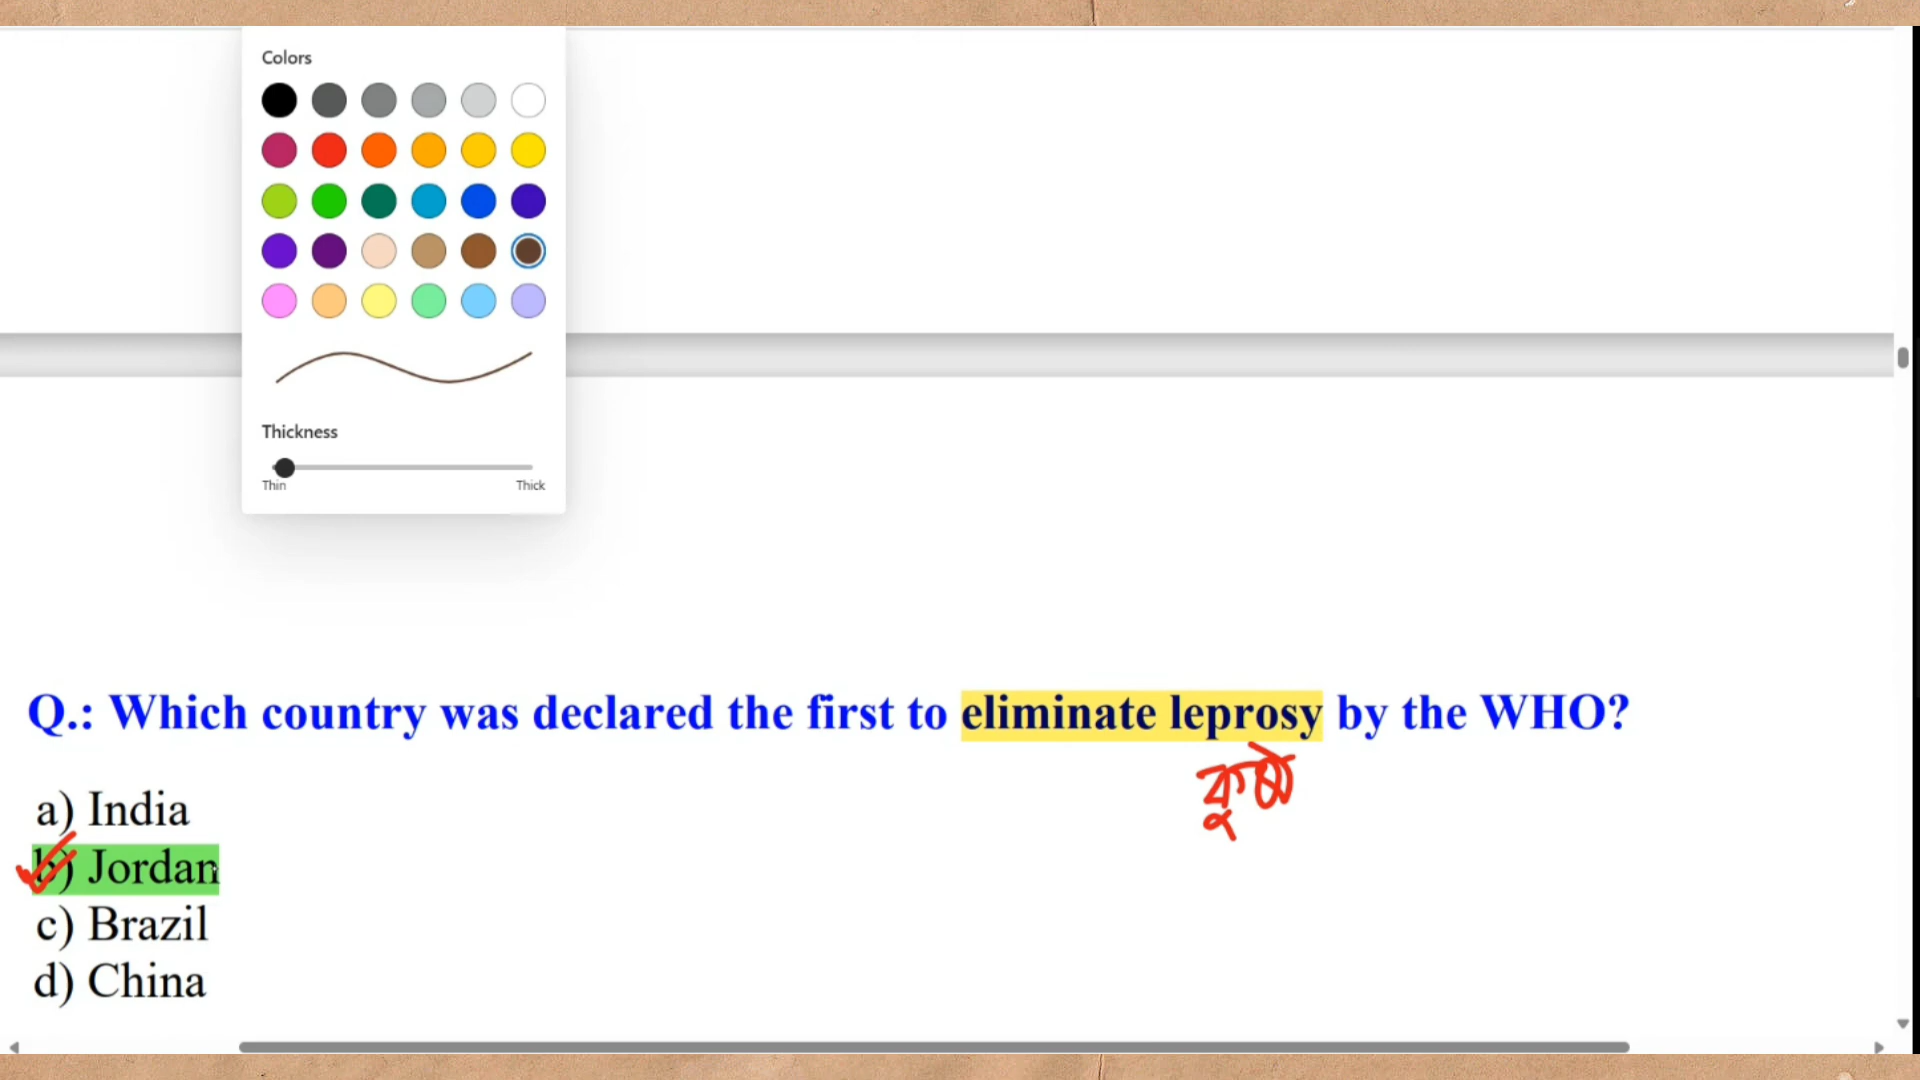 Colors
Thickness
Thin Thick
Q.: Which country was declared the first to eliminate leprosy by the WHO?
কুষ্ঠ
a) India
b) Jordan
c) Brazil
d) China